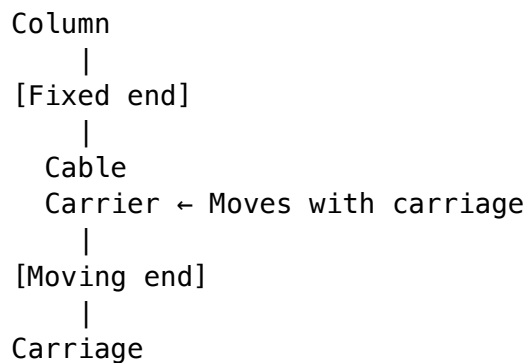 Column
|
[Fixed end]
|
Cable
Carrier ← Moves with carriage
|
[Moving end]
|
Carriage